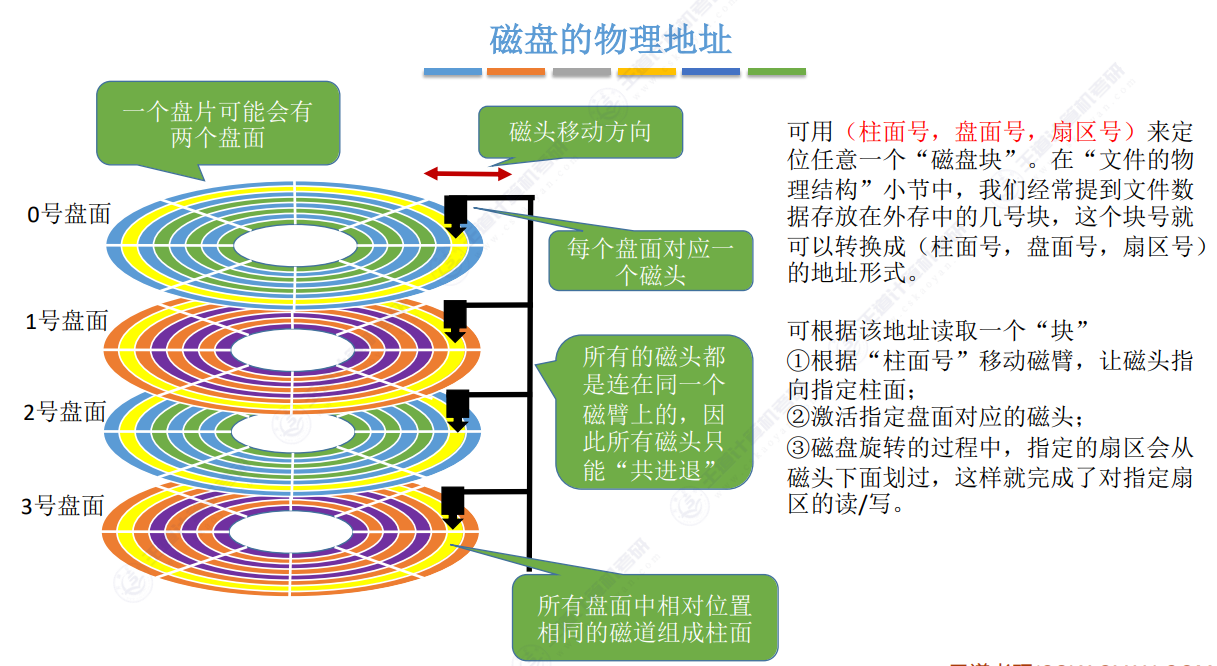 磁盘的物理地址
一个盘片可能会有
两个盘面
磁头移动方向
0号盘面
每个盘面对应一
个磁头
1号盘面
所有的磁头都
是连在同一个
磁臂上的，因
此所有磁头只
能“共进退”
2号盘面
3号盘面
所有盘面中相对位置
相同的磁道组成柱面
可用（柱面号，盘面号，扇区号）来定
位任意一个“磁盘块”。在“文件的物
理结构”小节中，我们经常提到文件数
据存放在外存中的几号块，这个块号就
可以转换成（柱面号，盘面号，扇区号）
的地址形式。
可根据该地址读取一个“块”
①根据“柱面号”移动磁臂，让磁头指
向指定柱面；
②激活指定盘面对应的磁头；
③磁盘旋转的过程中，指定的扇区会从
磁头下面划过，这样就完成了对指定扇
区的读/写。